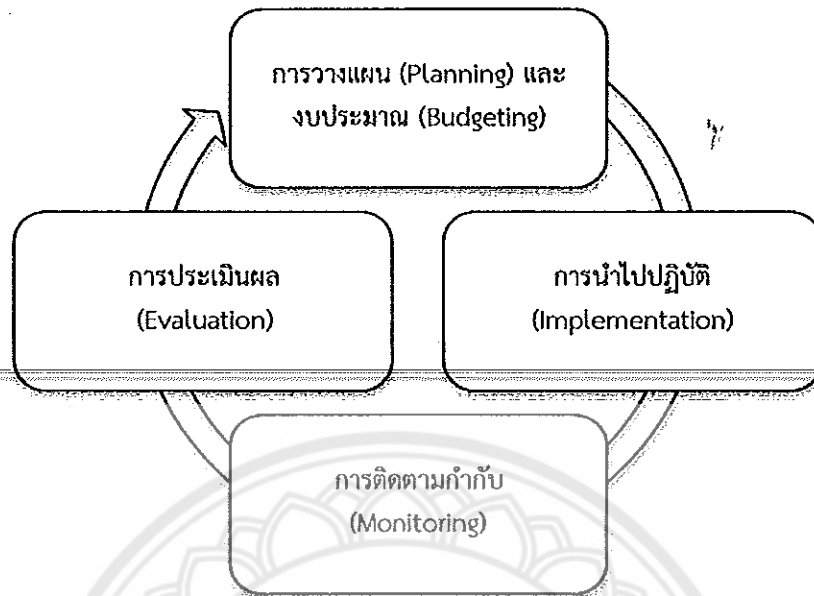 การวางแผน (Planning) และ
งบประมาณ (Budgeting)
การประเมินผล
(Evaluation)
การนำไปปฏิบัติ
(Implementation)
การติดตามกำกับ
(Monitoring)